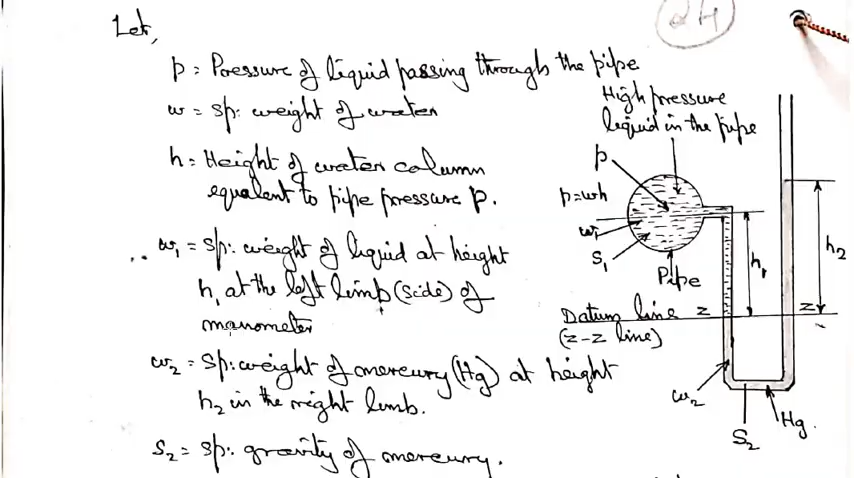 24
Let,
p = Pressure of liquid passing through the pipe
w = sp: weight of water
h = Height of water column
equalent to pipe pressure p.
w₁ = sp: weight of liquid at height
h₁ at the left limb (side) of
manometer
w₂ = sp: weight of mercury (Hg) at height
h₂ in the right limb.
S₂ = sp: gravity of mercury.
High pressure
liquid in the pipe
p
p=wh
w₁
S₁
Pipe
h₁
h₂
Datum line Z Z
(Z-Z line)
w₂
Hg.
S₂